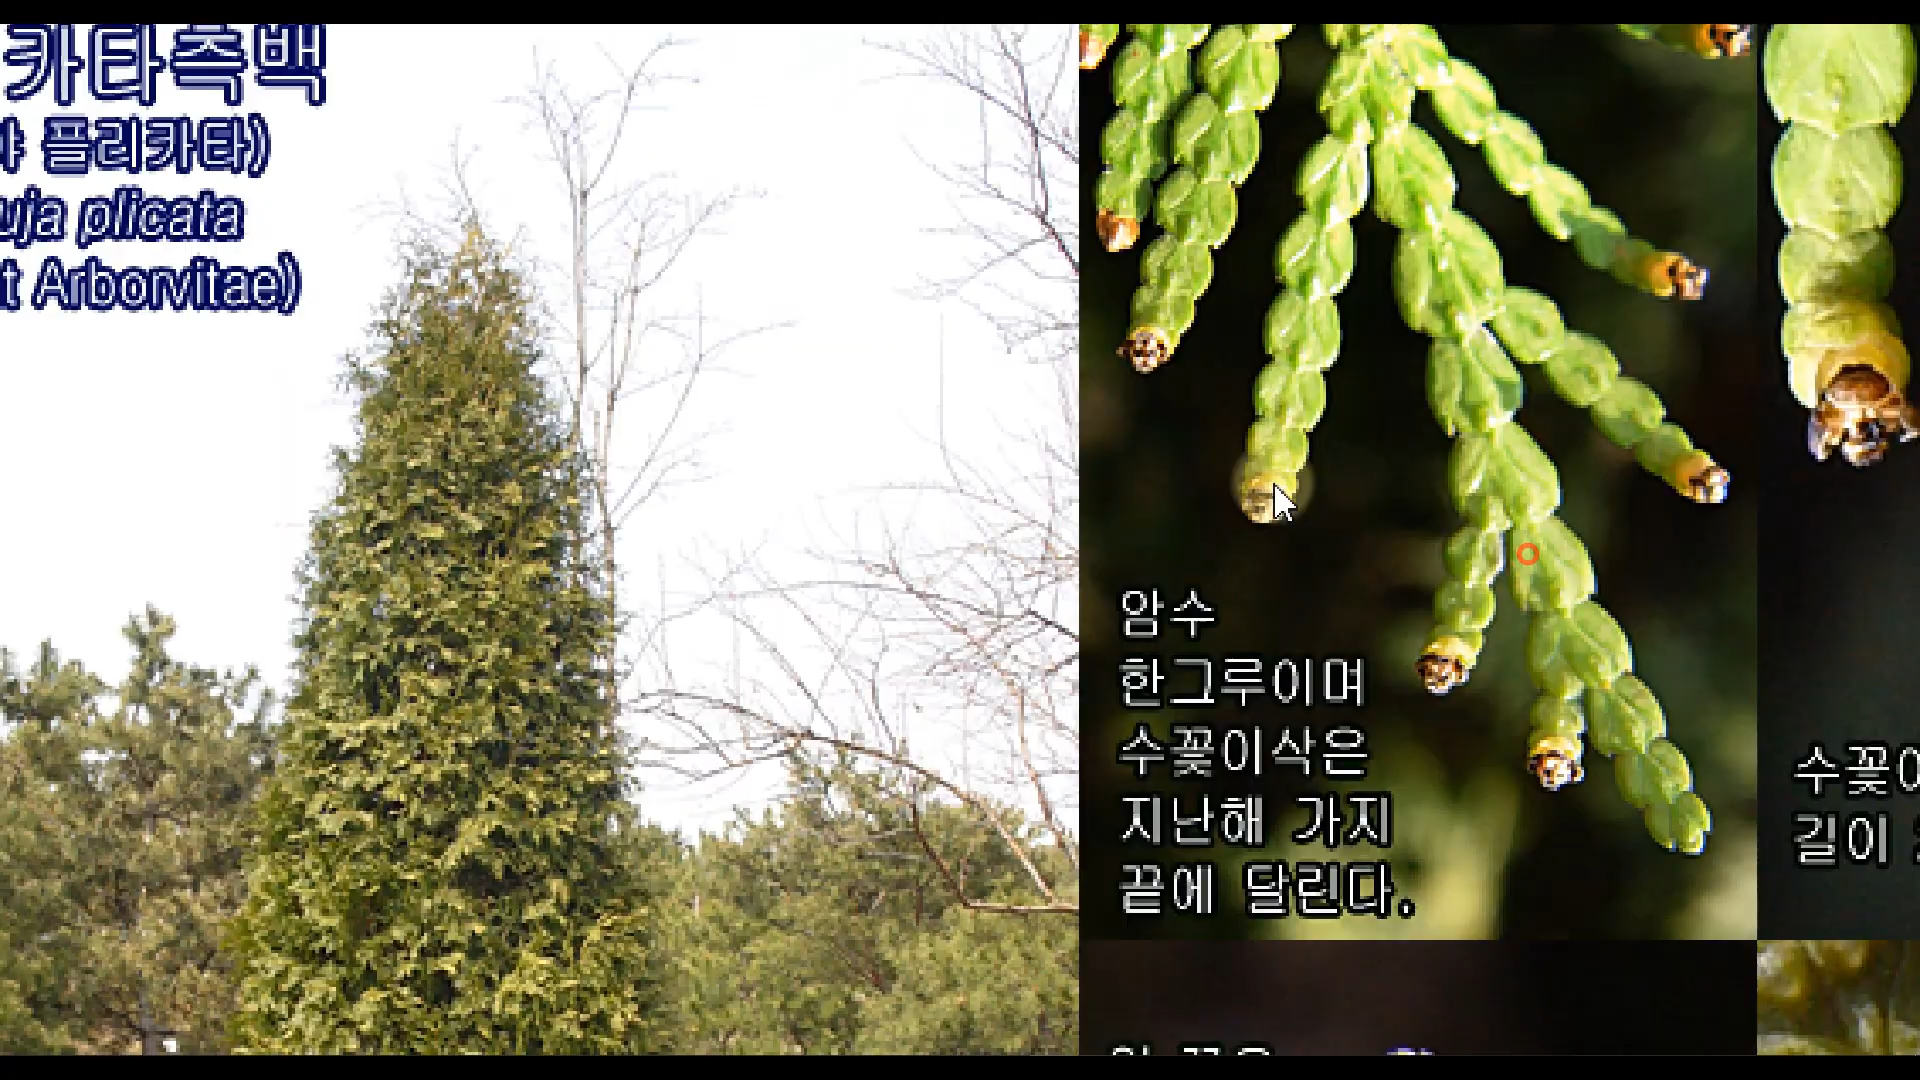 카타측백
플리카타)
uja plicata
t Arborvitae)
암수
한그루이며
수꽃이삭은
지난해 가지
끝에 달린다.
수꽃이
길이